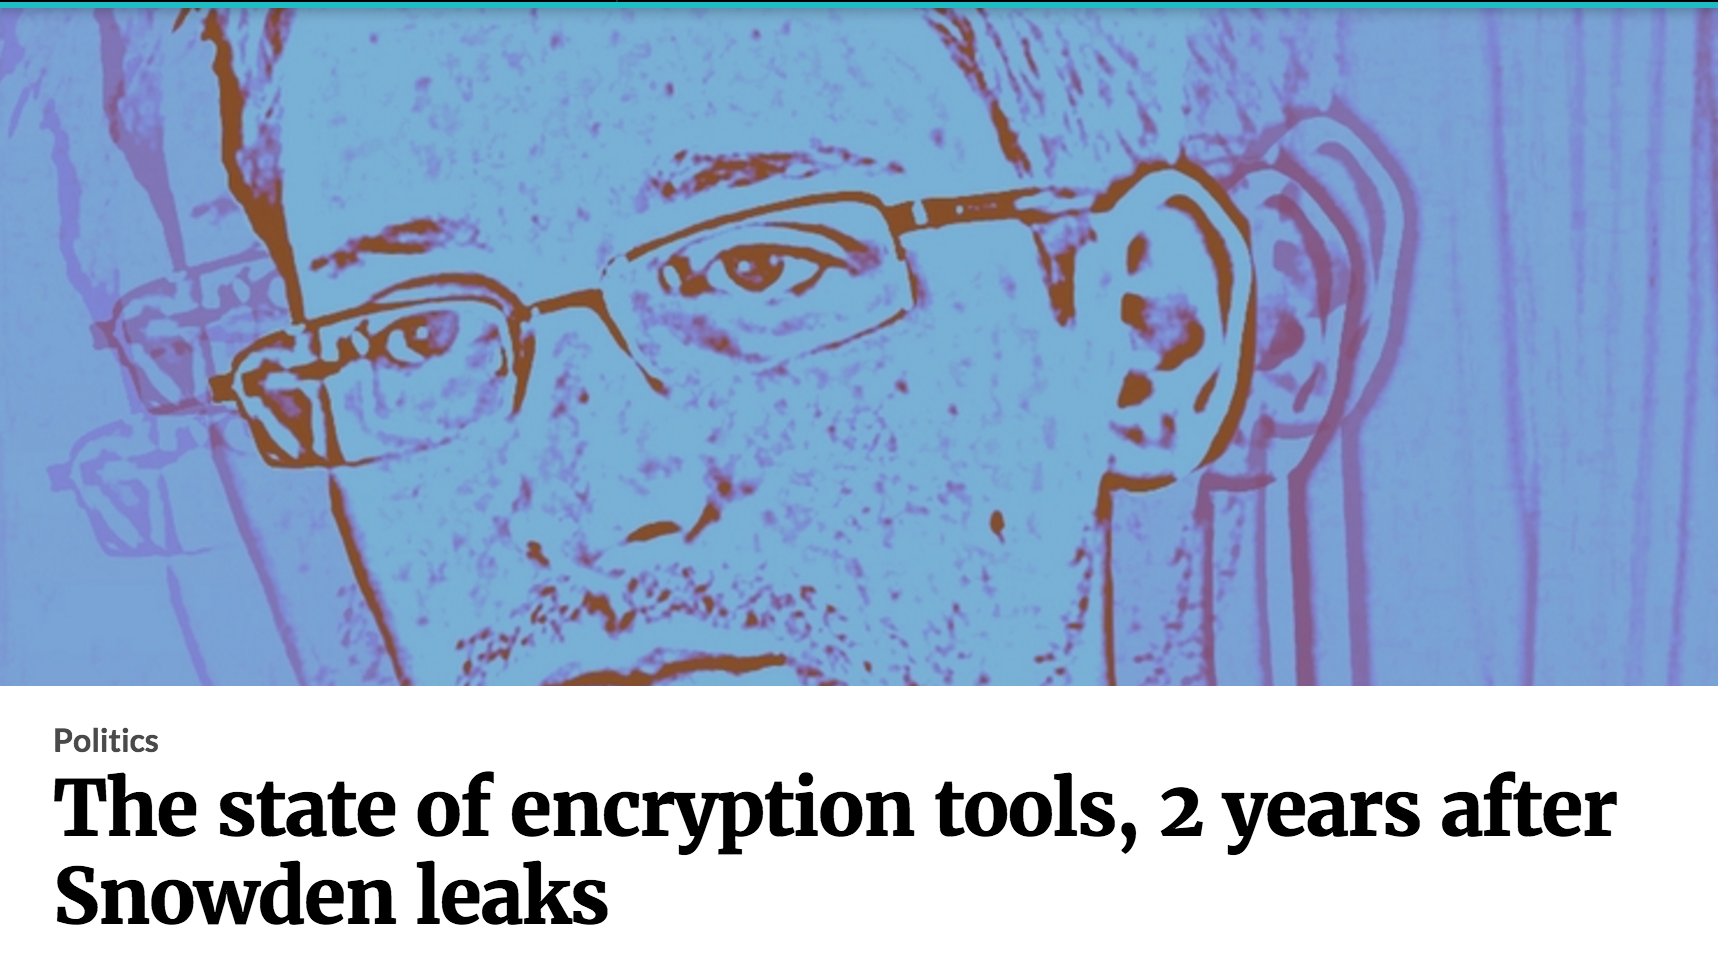 Politics
The state of encryption tools, 2 years after
Snowden leaks